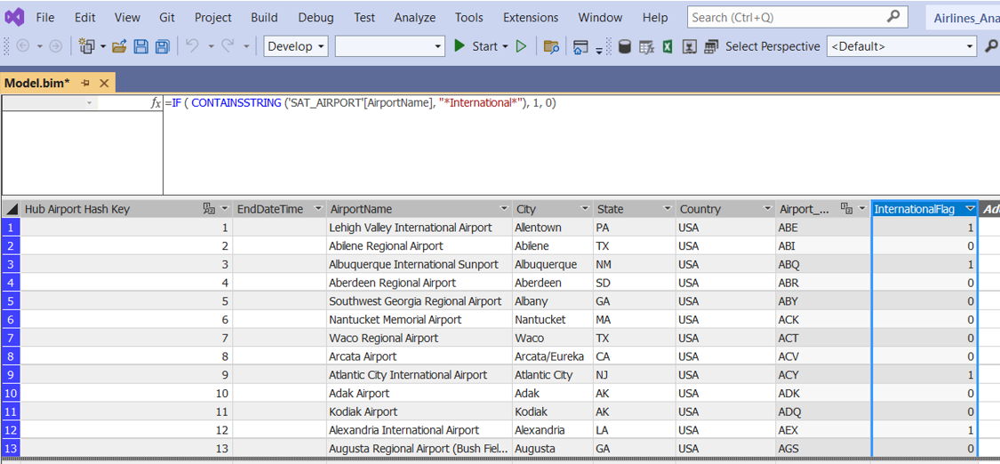 File Edit View Git Project Build Debug Test Analyze Tools Extensions Window Help Search (Ctrl+Q) Airlines_Ana
Develop Start Select Perspective <Default>
Model.bim*
fx =IF ( CONTAINSSTRING ('SAT_AIRPORT'[AirportName], "*International*"), 1, 0)
Hub Airport Hash Key EndDateTime AirportName City State Country Airport_... InternationalFlag Add
1 1 Lehigh Valley International Airport Allentown PA USA ABE 1
2 2 Abilene Regional Airport Abilene TX USA ABI 0
3 3 Albuquerque International Sunport Albuquerque NM USA ABQ 1
4 4 Aberdeen Regional Airport Aberdeen SD USA ABR 0
5 5 Southwest Georgia Regional Airport Albany GA USA ABY 0
6 6 Nantucket Memorial Airport Nantucket MA USA ACK 0
7 7 Waco Regional Airport Waco TX USA ACT 0
8 8 Arcata Airport Arcata/Eureka CA USA ACV 0
9 9 Atlantic City International Airport Atlantic City NJ USA ACY 1
10 10 Adak Airport Adak AK USA ADK 0
11 11 Kodiak Airport Kodiak AK USA ADQ 0
12 12 Alexandria International Airport Alexandria LA USA AEX 1
13 13 Augusta Regional Airport (Bush Fiel... Augusta GA USA AGS 0